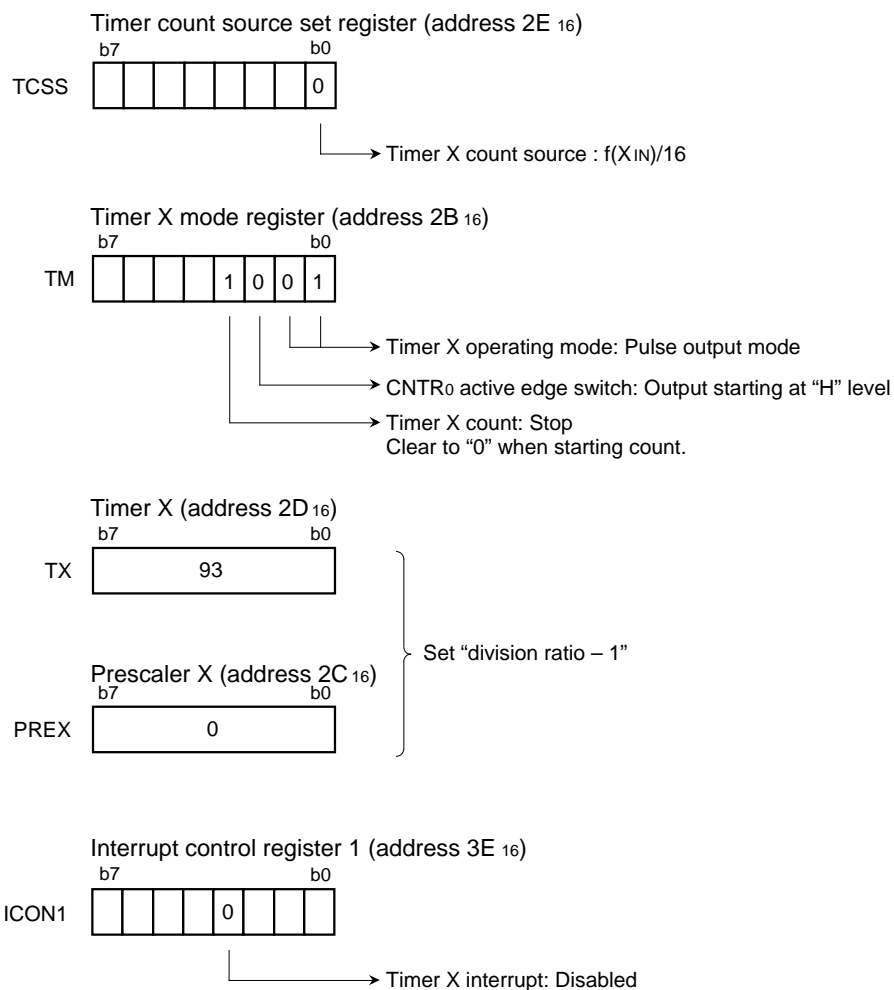 Timer count source set register (address 2E 16)
b7 b0
TCSS 0
Timer X count source : f(XIN)/16
Timer X mode register (address 2B 16)
b7 b0
TM 1 0 0 1
Timer X operating mode: Pulse output mode
CNTR0 active edge switch: Output starting at “H” level
Timer X count: Stop
Clear to “0” when starting count.
Timer X (address 2D 16)
b7 b0
TX 93
Set “division ratio – 1”
Prescaler X (address 2C 16)
b7 b0
PREX 0
Interrupt control register 1 (address 3E 16)
b7 b0
ICON1 0
Timer X interrupt: Disabled